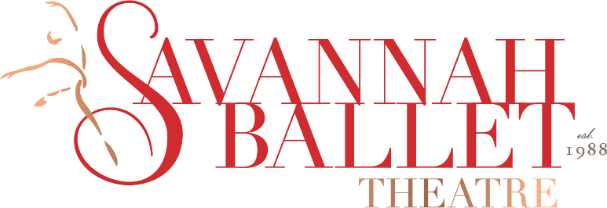 SAVANNAH
BALLET
est.
1988
THEATRE